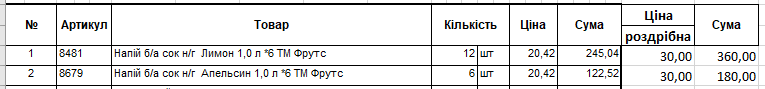 № Артикул Товар Кількість Ціна Сума Ціна роздрібна Сума
1 8481 Напій б/а сок н/г Лимон 1,0 л *6 ТМ Фрутс 12 шт 20,42 245,04 30,00 360,00
2 8679 Напій б/а сок н/г Апельсин 1,0 л *6 ТМ Фрутс 6 шт 20,42 122,52 30,00 180,00